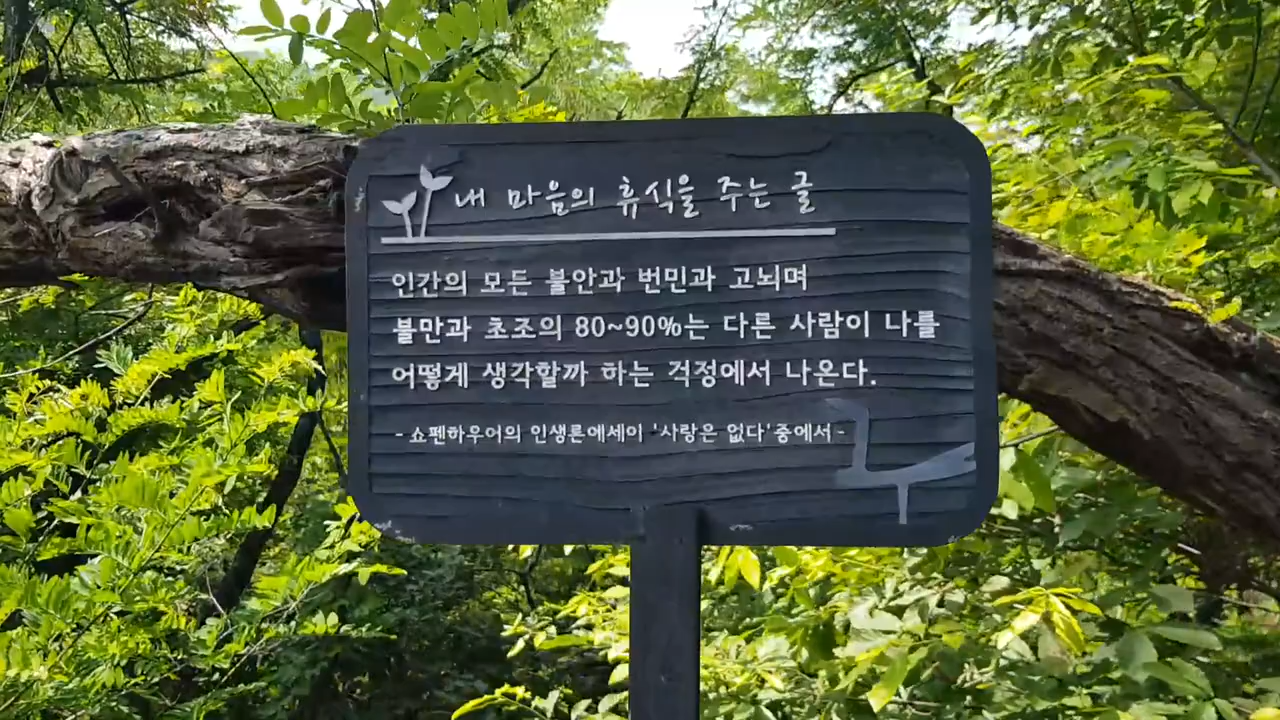 내 마음의 휴식을 주는 글
인간의 모든 불안과 번민과 고뇌며
불만과 초조의 80~90%는 다른 사람이 나를
어떻게 생각할까 하는 걱정에서 나온다.
- 쇼펜하우어의 인생론에세이 '사랑은 없다'중에서 -